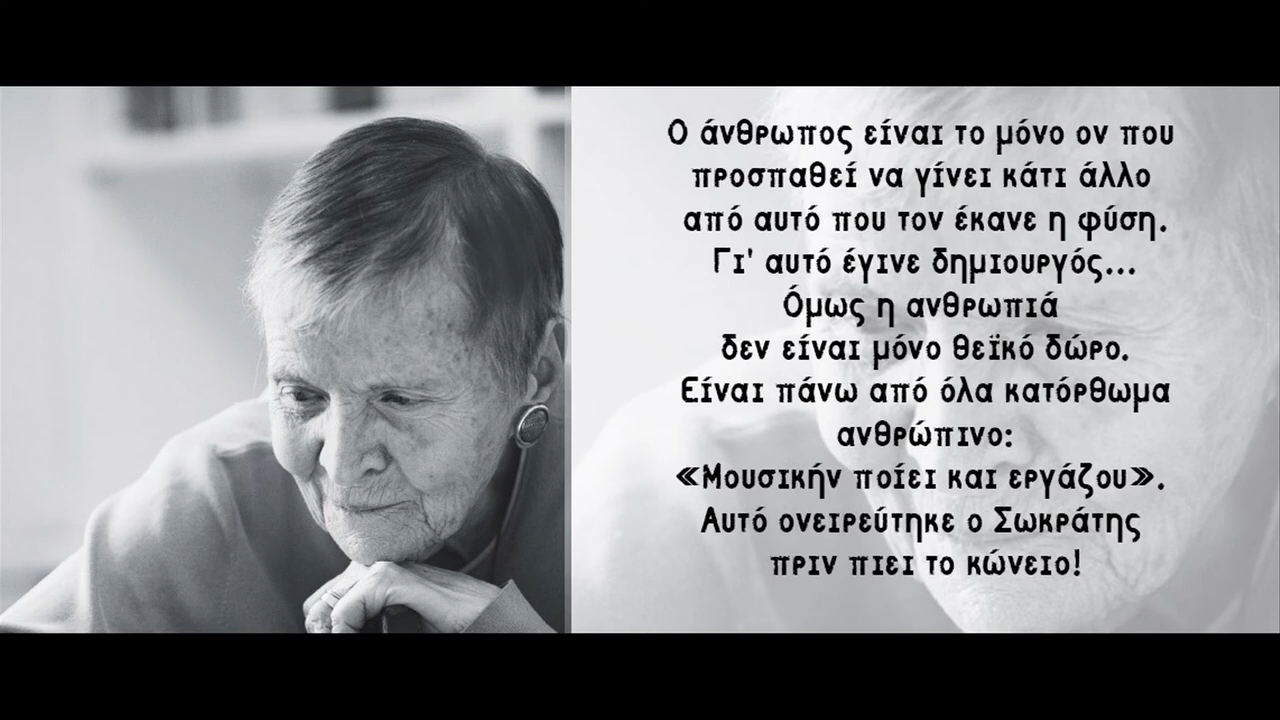 Ο άνθρωπος είναι το μόνο ον που
προσπαθεί να γίνει κάτι άλλο
από αυτό που τον έκανε η φύση.
Γι' αυτό έγινε δημιουργός...
Όμως η ανθρωπιά
δεν είναι μόνο θεϊκό δώρο.
Είναι πάνω από όλα κατόρθωμα
ανθρώπινο:
«Μουσικήν ποίει και εργάζου».
Αυτό ονειρεύτηκε ο Σωκράτης
πριν πιει το κώνειο!